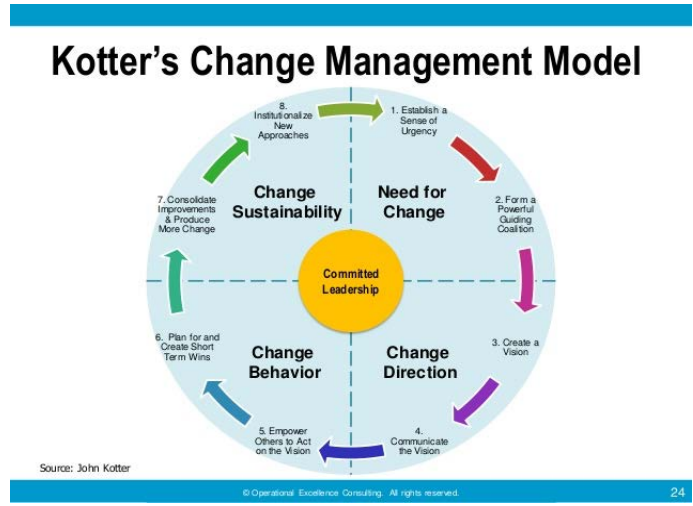 Kotter's Change Management Model
1. Establish a
Sense of
Urgency
2. Form a
Powerful
Guiding
Coalition
3. Create a
Vision
4.
Communicate
the Vision
5. Empower
Others to Act
on the Vision
6. Plan for and
Create Short
Term Wins
7. Consolidate
Improvements
& Produce
More Change
8.
Institutionalize
New
Approaches
Change
Sustainability
Need for
Change
Committed
Leadership
Change
Behavior
Change
Direction
Source: John Kotter
© Operational Excellence Consulting. All rights reserved.
24